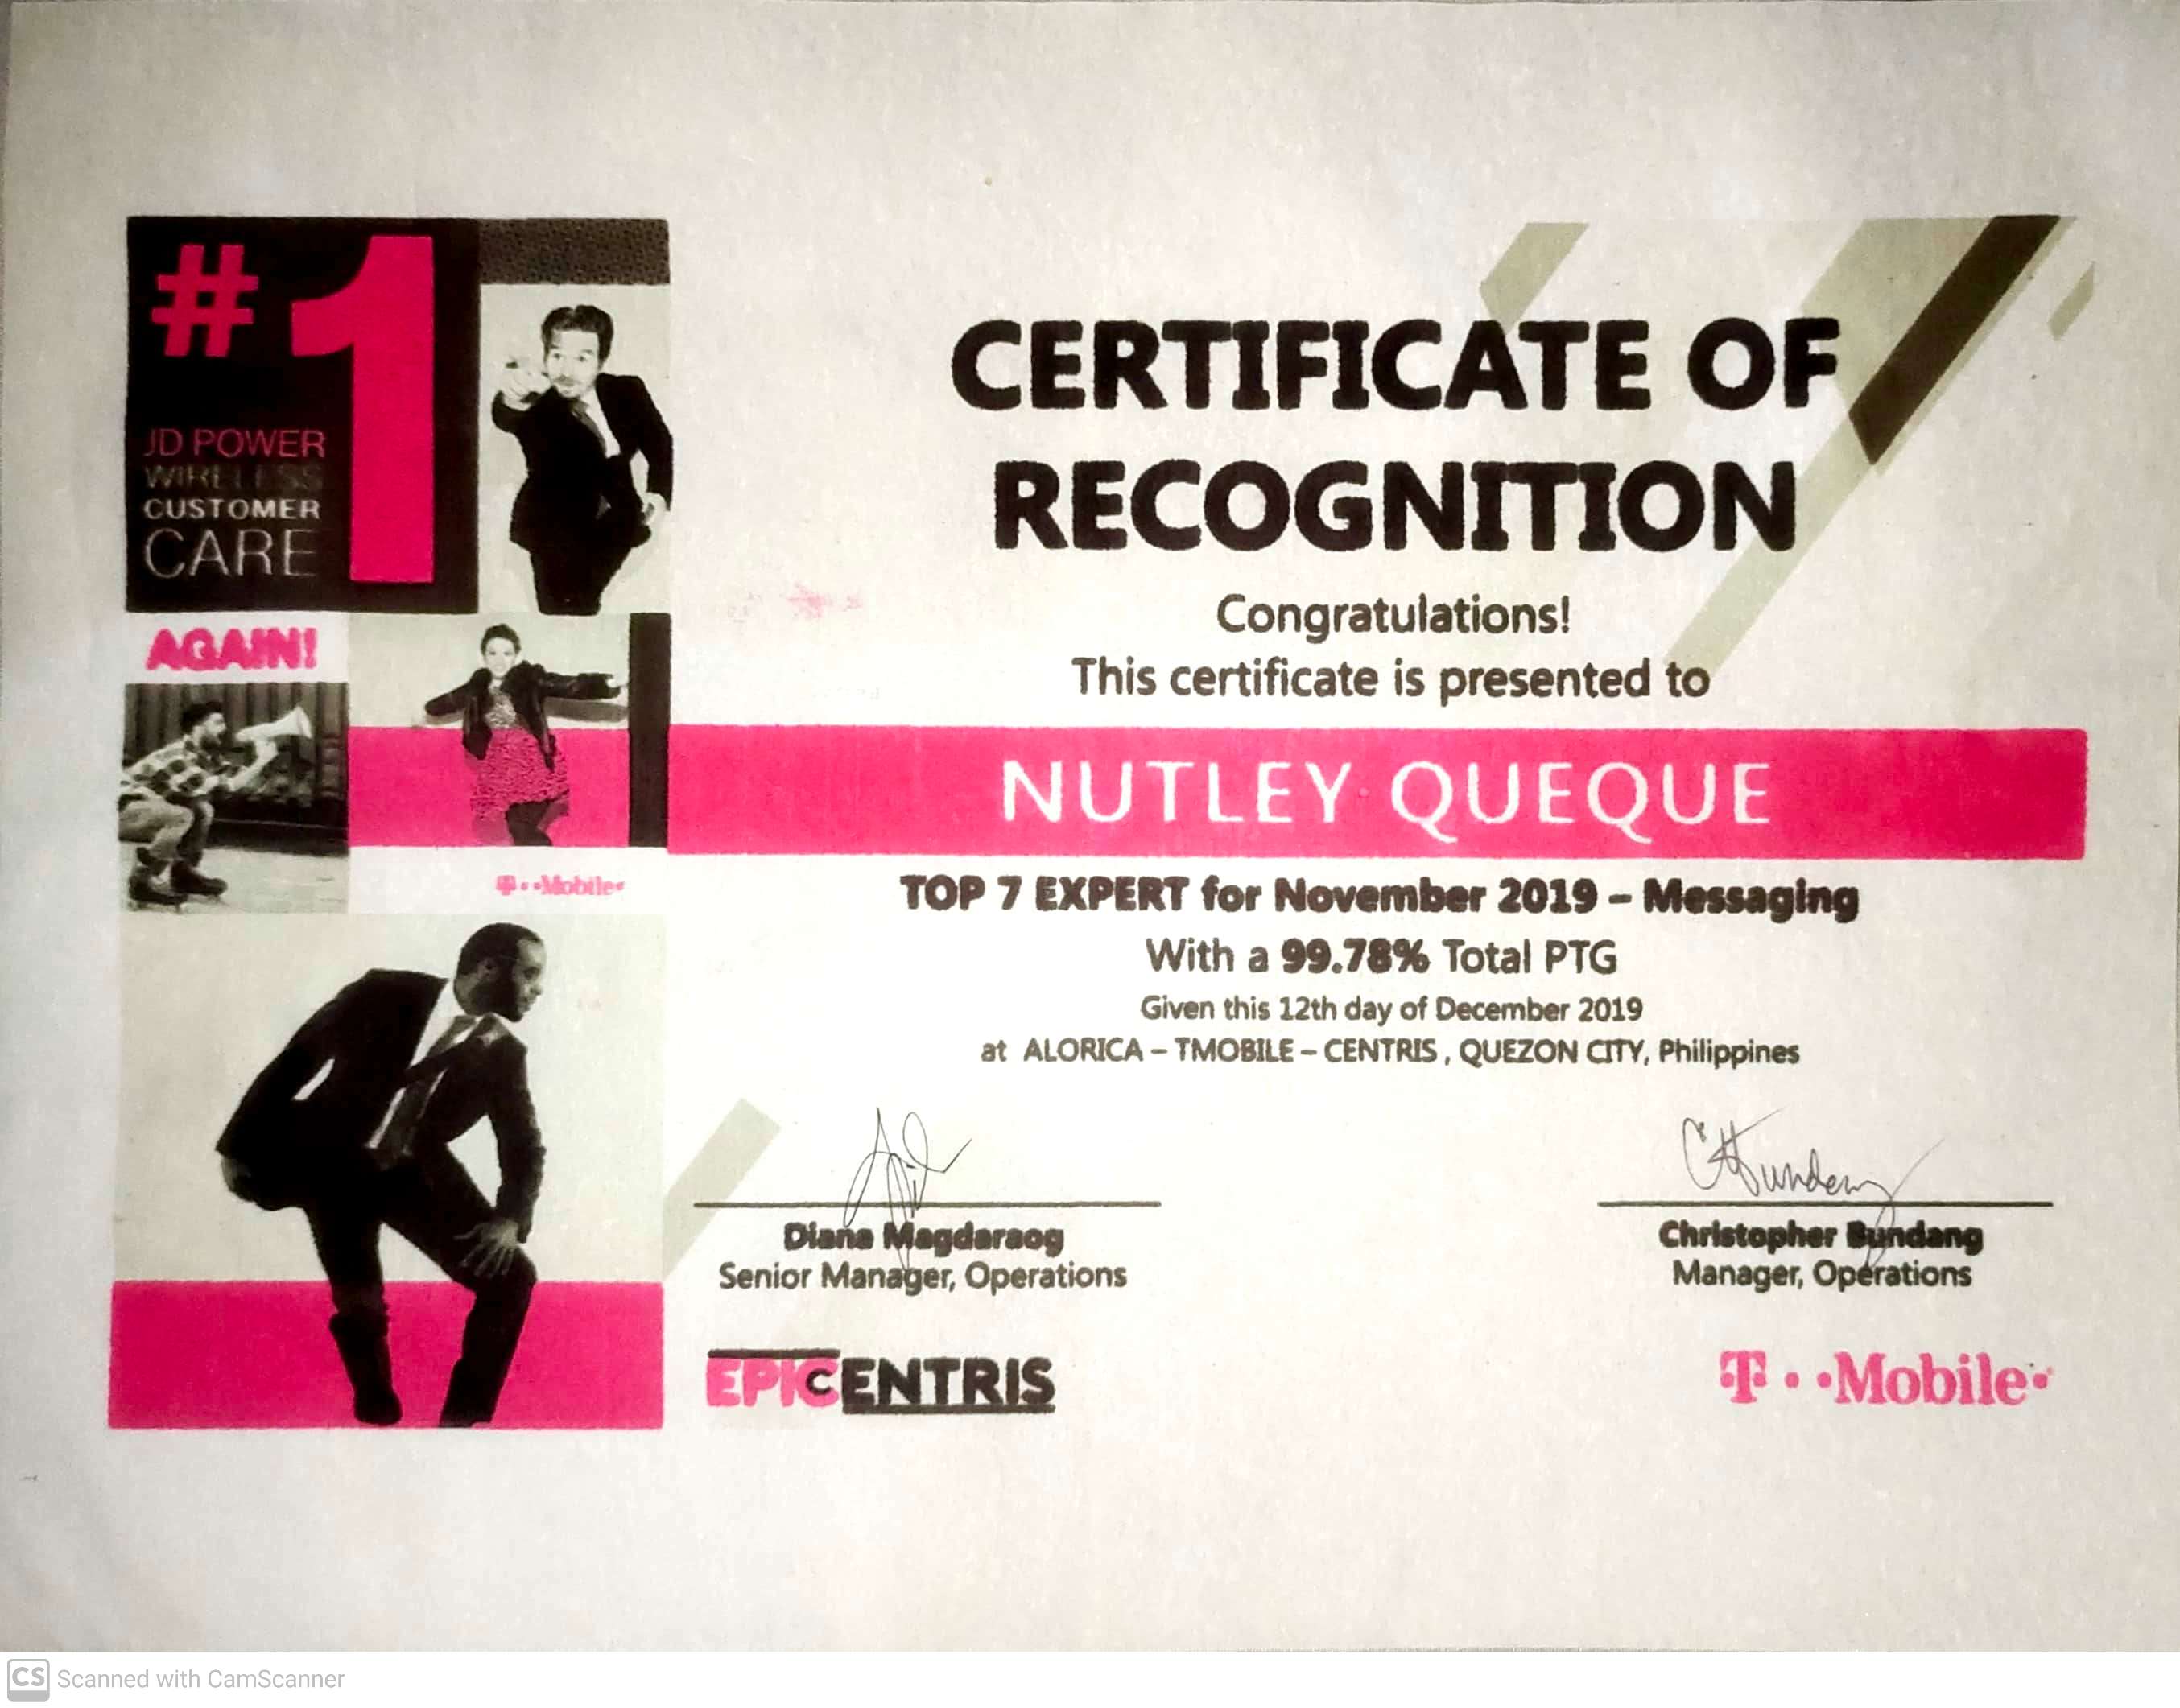 #1
JD POWER
WIRELESS
CUSTOMER
CARE
AGAIN!
T··Mobile·
CERTIFICATE OF
RECOGNITION
Congratulations!
This certificate is presented to
NUTLEY QUEQUE
TOP 7 EXPERT for November 2019 – Messaging
With a 99.78% Total PTG
Given this 12th day of December 2019
at ALORICA – TMOBILE – CENTRIS , QUEZON CITY, Philippines
Diana Magdaraog
Senior Manager, Operations
Christopher Bundang
Manager, Operations
EPICENTRIS
T··Mobile·
CS Scanned with CamScanner